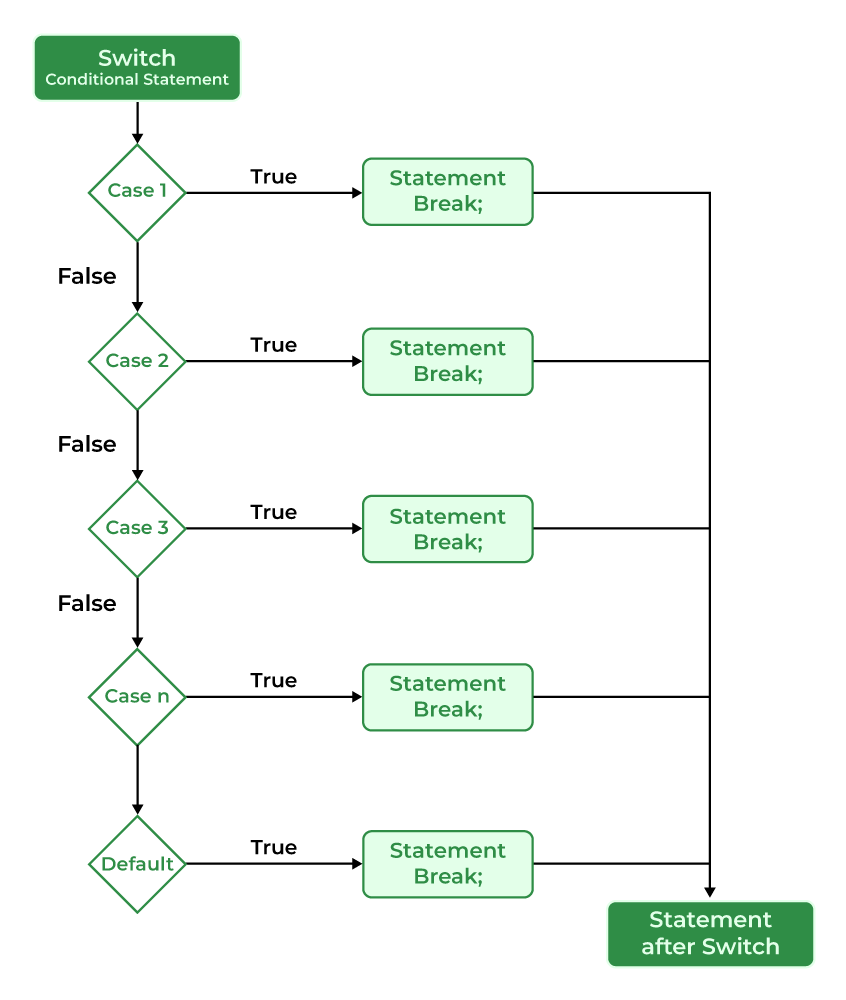 Switch
Conditional Statement
Case 1
True
Statement
Break;
False
Case 2
True
Statement
Break;
False
Case 3
True
Statement
Break;
False
Case n
True
Statement
Break;
Default
True
Statement
Break;
Statement
after Switch